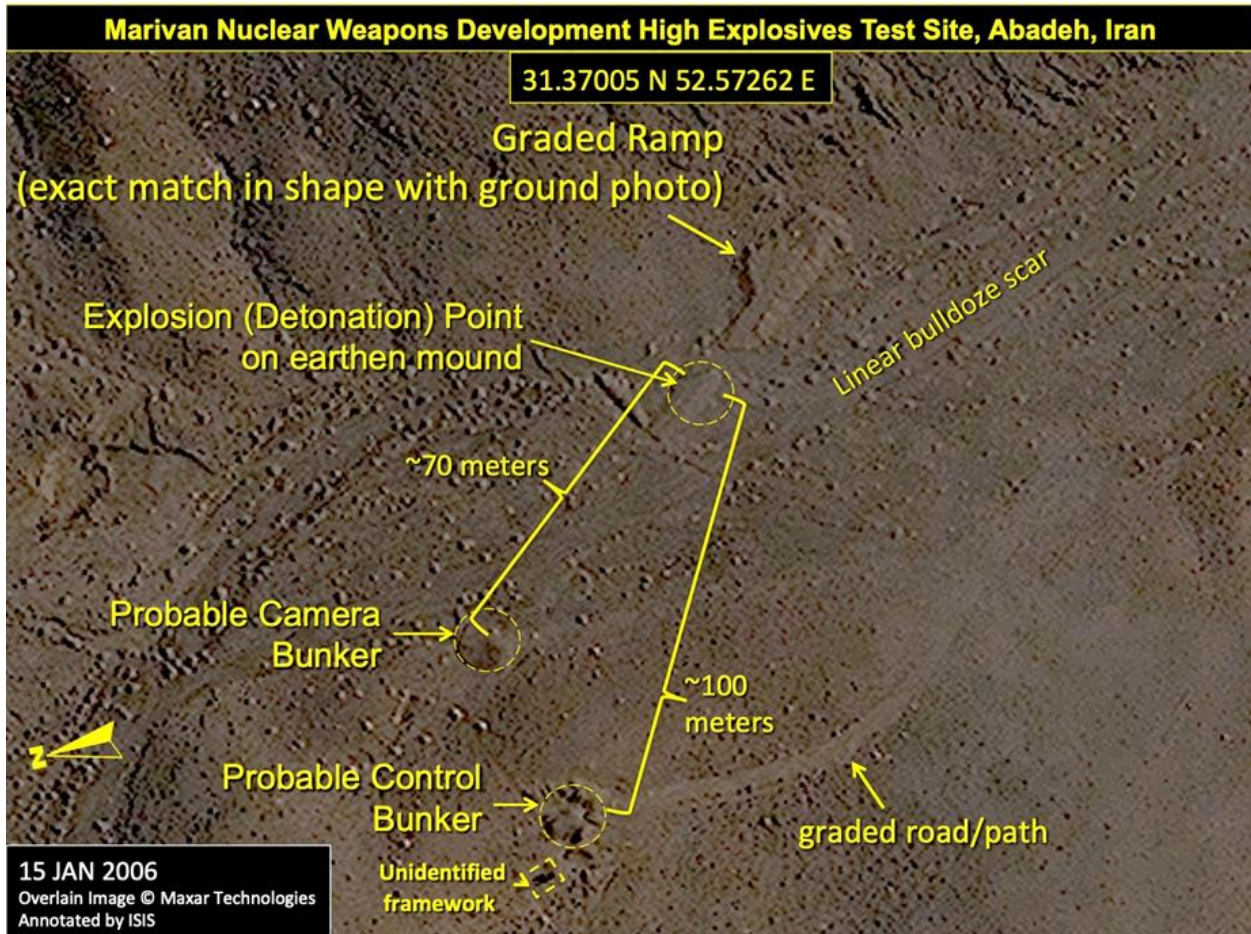 Marivan Nuclear Weapons Development High Explosives Test Site, Abadeh, Iran
31.37005 N 52.57262 E
Graded Ramp
(exact match in shape with ground photo)
Linear bulldoze scar
Explosion (Detonation) Point
on earthen mound
~70 meters
Probable Camera
Bunker
~100
meters
N
Probable Control
Bunker
graded road/path
Unidentified
framework
15 JAN 2006
Overlain Image © Maxar Technologies
Annotated by ISIS